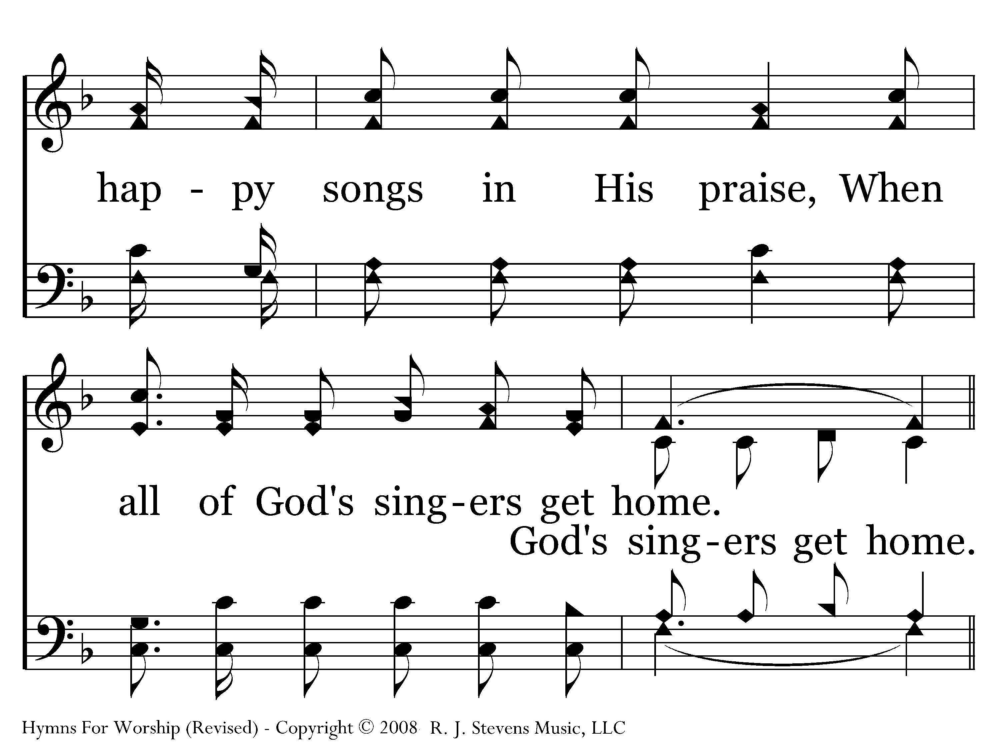 hap - py songs in His praise, When
all of God's sing-ers get home.
God's sing-ers get home.
Hymns For Worship (Revised) - Copyright © 2008 R. J. Stevens Music, LLC